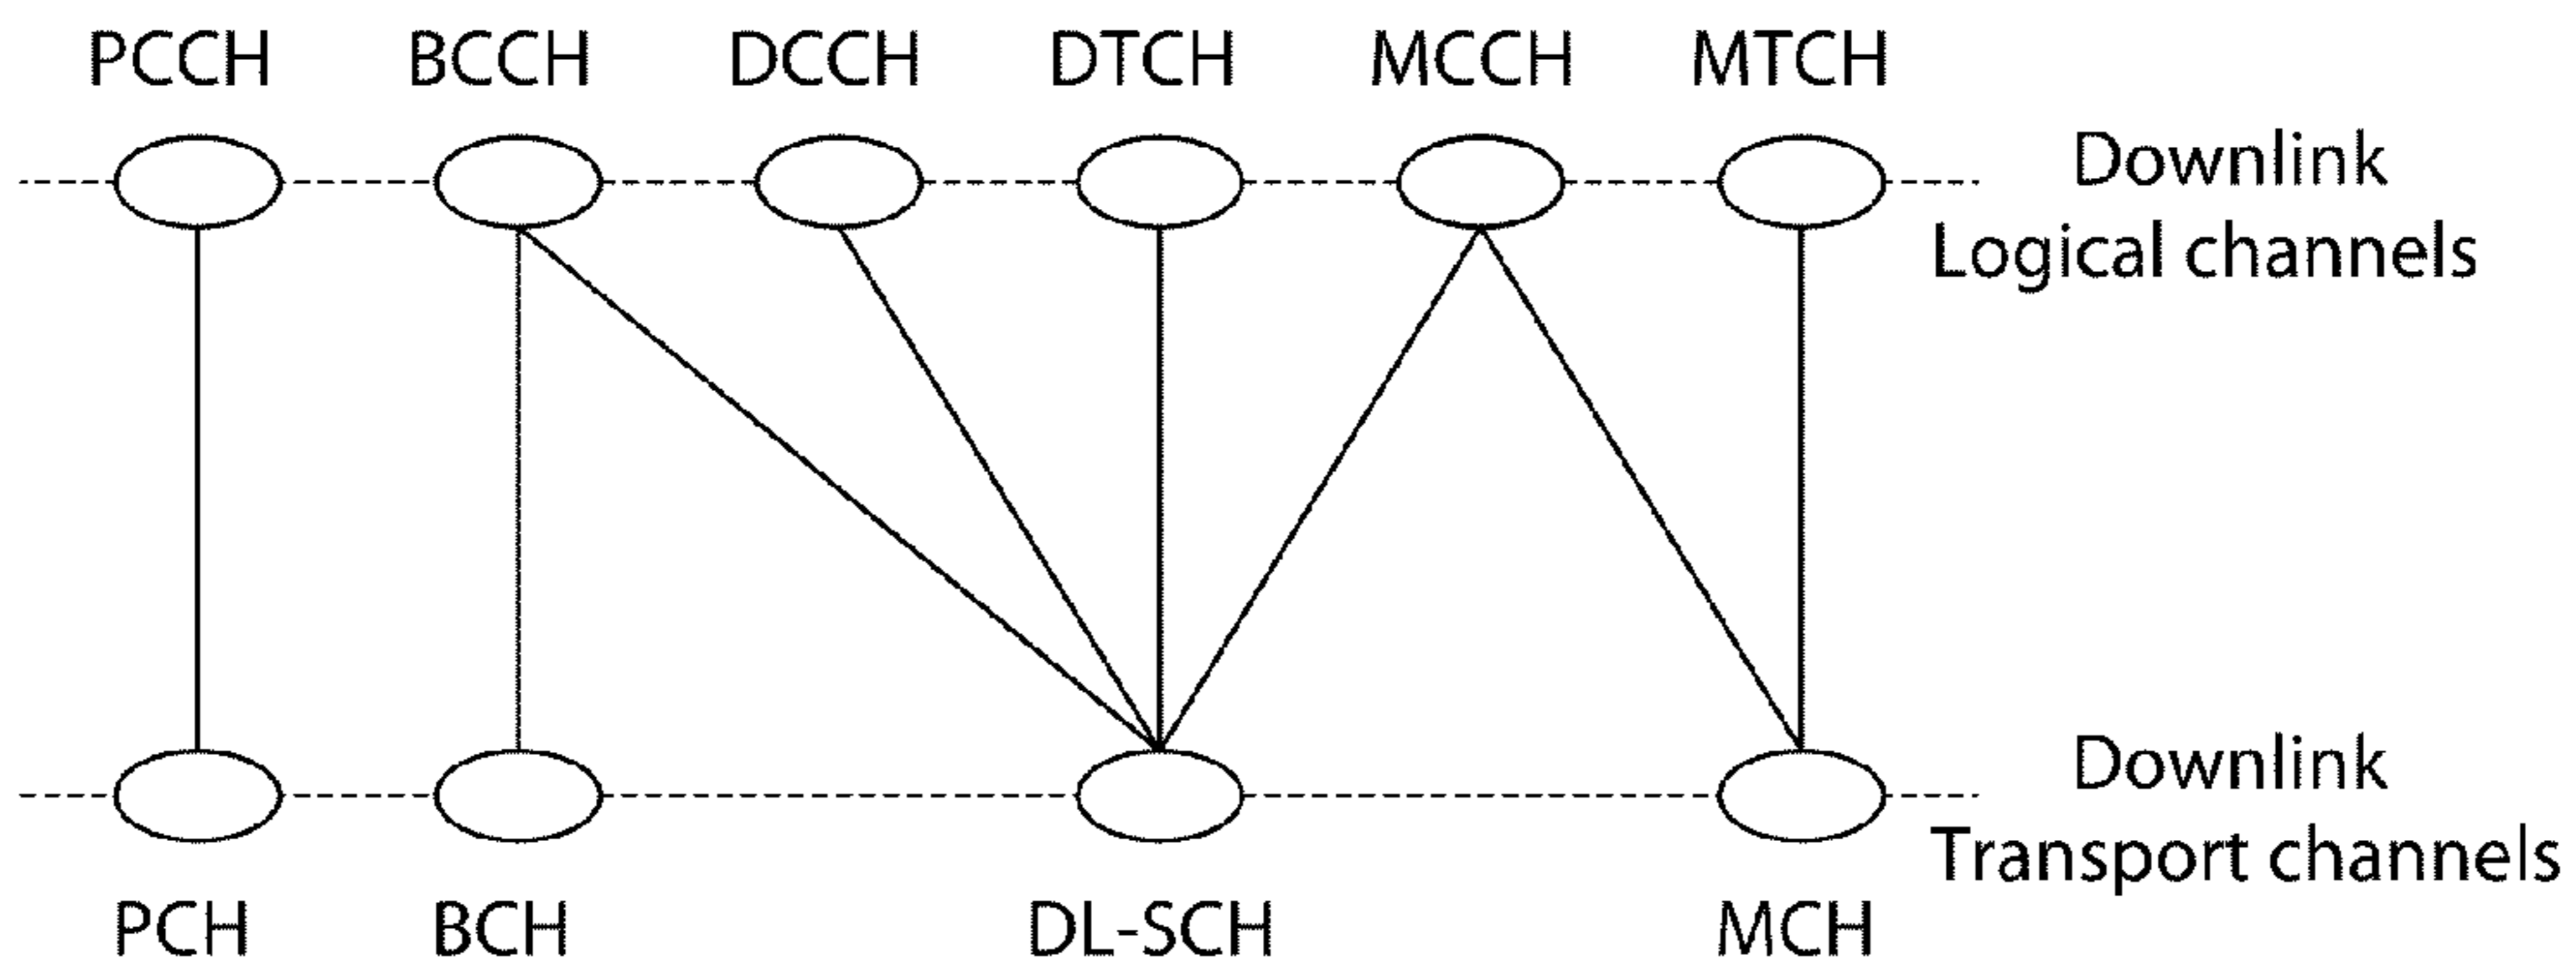 PCCH BCCH DCCH DTCH MCCH MTCH
Downlink
Logical channels
Downlink
Transport channels
PCH BCH DL-SCH MCH